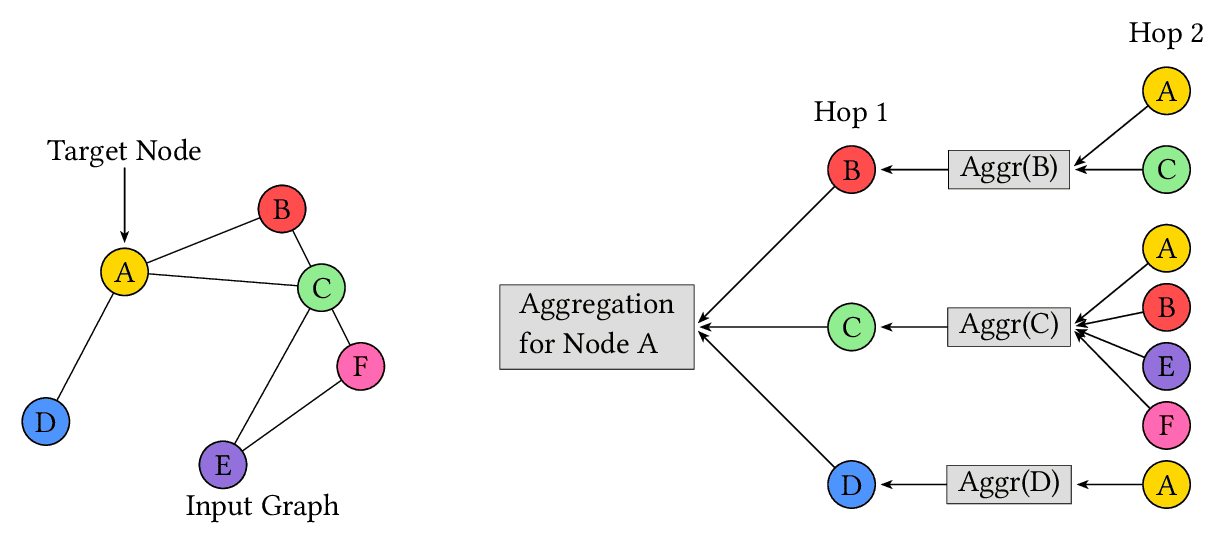 Target Node
A
B
C
D
E
F
Input Graph
Aggregation
for Node A
Hop 1
B
C
D
Aggr(B)
Aggr(C)
Aggr(D)
Hop 2
A
C
A
B
E
F
A